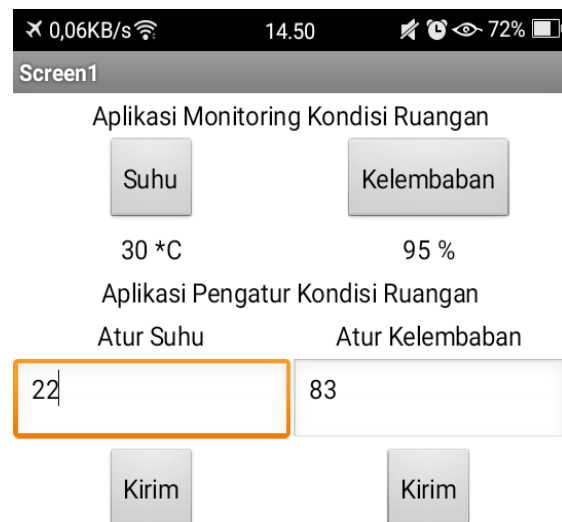 0,06KB/s 14.50 72%
Screen1
Aplikasi Monitoring Kondisi Ruangan
Suhu Kelembaban
30 *C 95 %
Aplikasi Pengatur Kondisi Ruangan
Atur Suhu Atur Kelembaban
22 83
Kirim Kirim